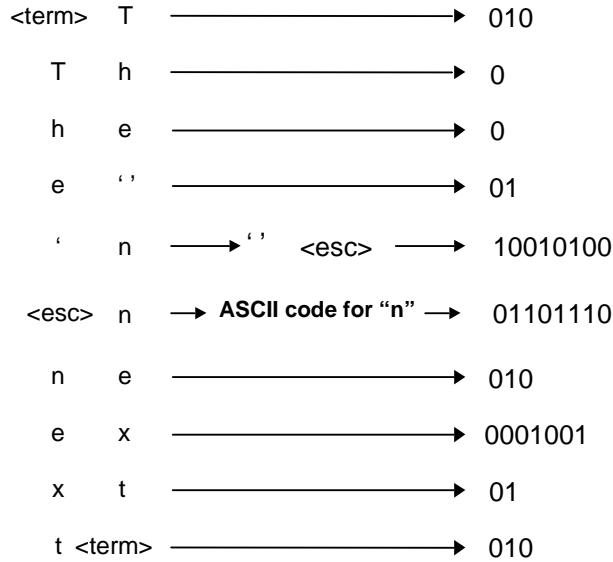 <term> T 010
T h 0
h e 0
e ‘ ’ 01
‘ n ‘ ’ <esc> 10010100
<esc> n ASCII code for “n” 01101110
n e 010
e x 0001001
x t 01
t <term> 010